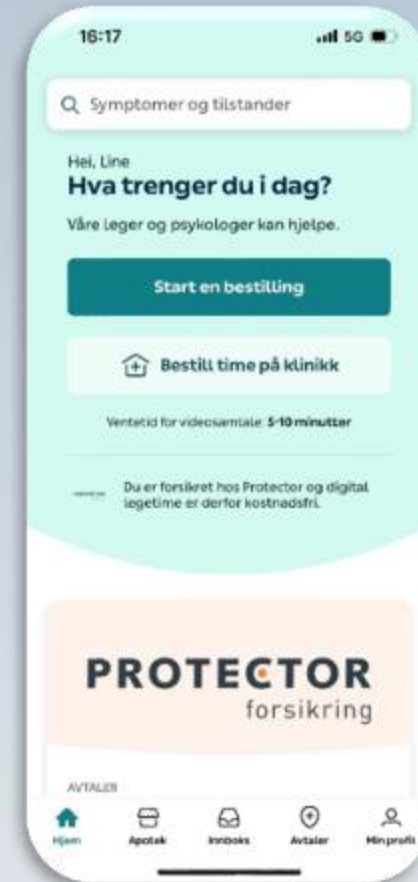 16:17
5G
Symptomer og tilstander
Hei, Line
Hva trenger du i dag?
Våre leger og psykologer kan hjelpe.
Start en bestilling
Bestill time på klinikk
Ventetid for videosamtale: 5-10 minutter
Du er forsikret hos Protector og digital
legetime er derfor kostnadsfri.
PROTECTOR
forsikring
AVTALER
Hjem Apotek Innboks Avtaler Min profil